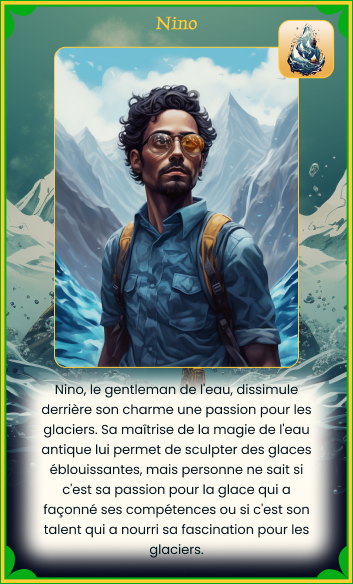 Nino
Nino, le gentleman de l'eau, dissimule
derrière son charme une passion pour les
glaciers. Sa maîtrise de la magie de l'eau
antique lui permet de sculpter des glaces
éblouissantes, mais personne ne sait si
c'est sa passion pour la glace qui a
façonné ses compétences ou si c'est son
talent qui a nourri sa fascination pour les
glaciers.